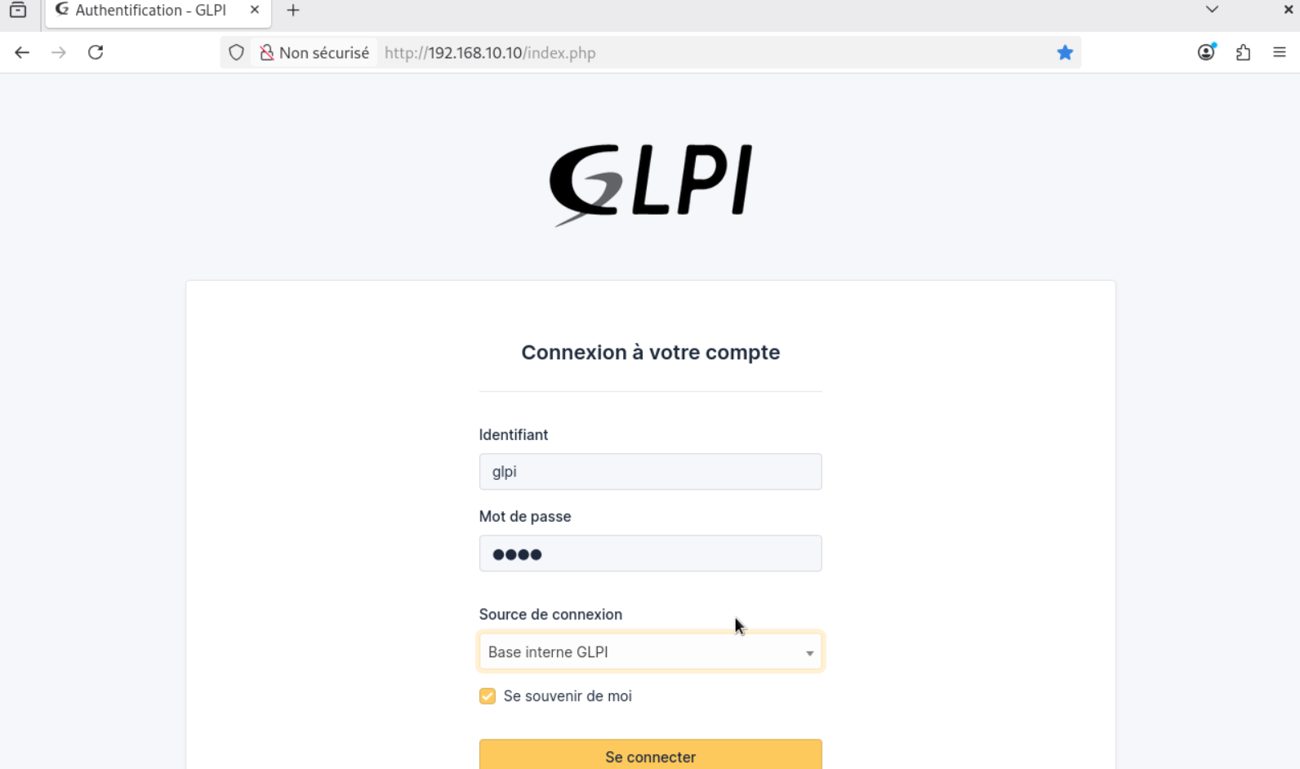 Authentification - GLPI
Non sécurisé http://192.168.10.10/index.php
GLPI
Connexion à votre compte
Identifiant
glpi
Mot de passe
●●●●
Source de connexion
Base interne GLPI
Se souvenir de moi
Se connecter